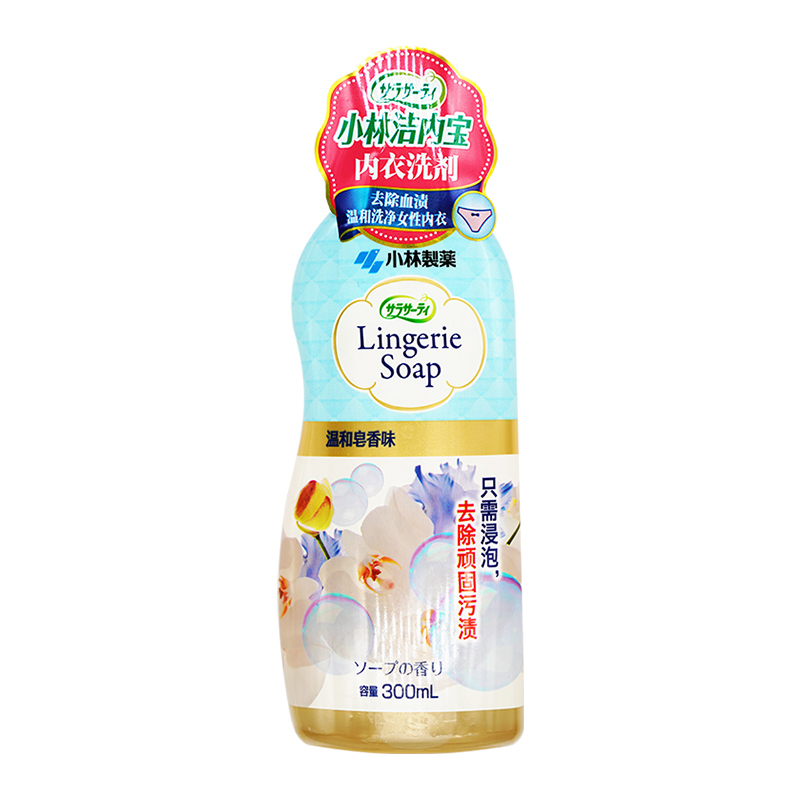 サラサーティ
小林洁内宝
内衣洗剂
去除血渍
温和洗净女性内衣
小林製薬
サラサーティ
Lingerie
Soap
温和皂香味
只需浸泡，
去除顽固污渍
ソープの香り
容量 300mL